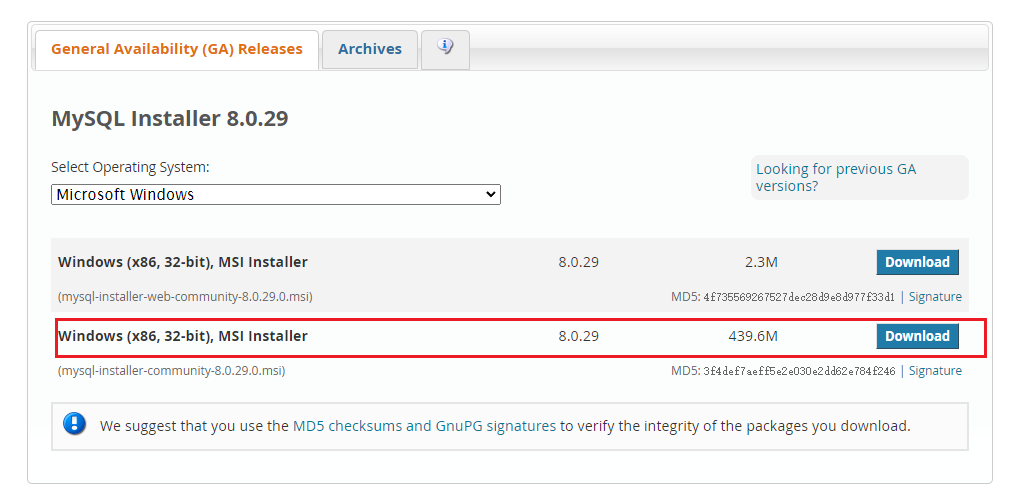 General Availability (GA) Releases Archives
MySQL Installer 8.0.29
Select Operating System:
Microsoft Windows
Looking for previous GA
versions?
Windows (x86, 32-bit), MSI Installer 8.0.29 2.3M Download
(mysql-installer-web-community-8.0.29.0.msi) MD5: 4f735569267527dec28d9e8d977f33d1 | Signature
Windows (x86, 32-bit), MSI Installer 8.0.29 439.6M Download
(mysql-installer-community-8.0.29.0.msi) MD5: 3f4def7aeff5e2e030e2dd62e784f246 | Signature
We suggest that you use the MD5 checksums and GnuPG signatures to verify the integrity of the packages you download.